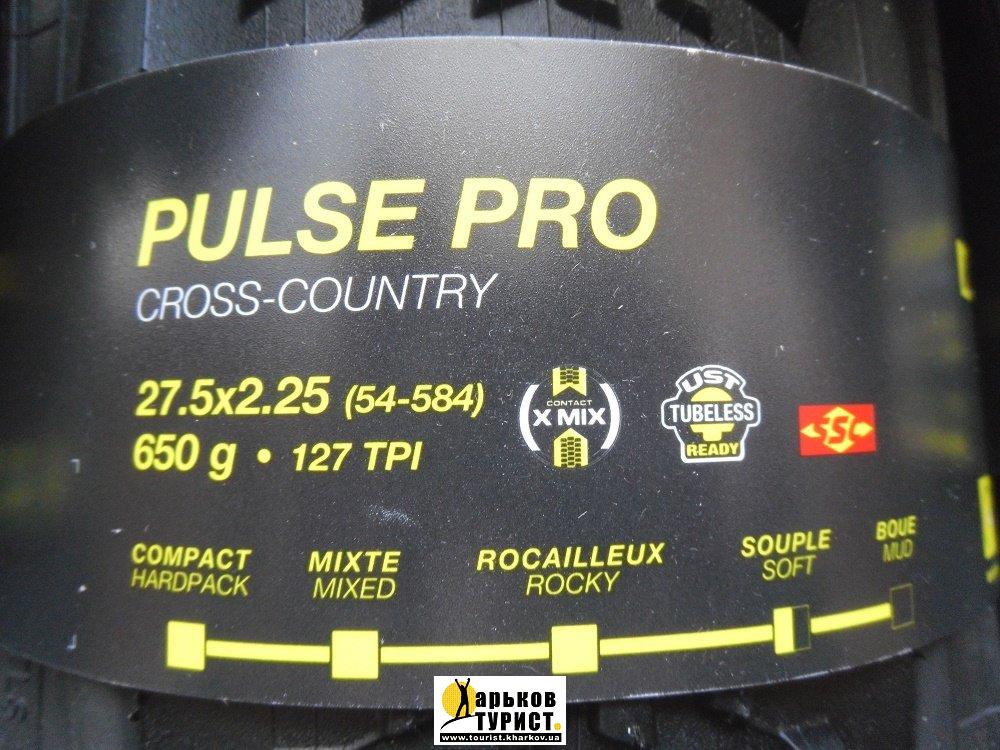 PULSE PRO
CROSS-COUNTRY
27.5x2.25 (54-584)
650 g • 127 TPI
CONTACT
X MIX
UST
TUBELESS
READY
S
COMPACT
HARDPACK
MIXTE
MIXED
ROCAILLEUX
ROCKY
SOUPLE
SOFT
BOUE
MUD
Харьков
ТУРИСТ.
www.tourist.kharkov.ua